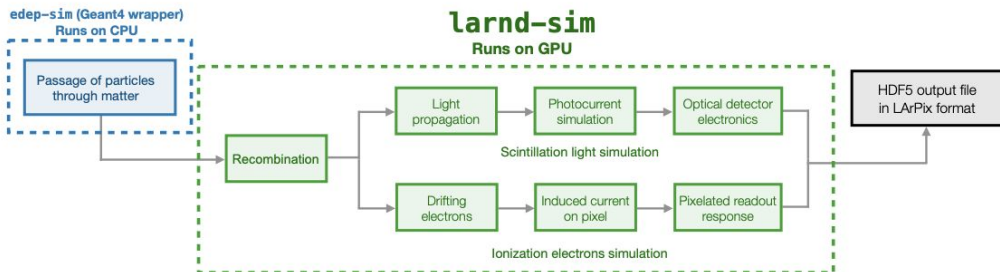 edep-sim (Geant4 wrapper)
Runs on CPU
larnd-sim
Runs on GPU
Passage of particles
through matter
HDF5 output file
in LArPix format
Light
propagation
Photocurrent
simulation
Optical detector
electronics
Recombination
Scintillation light simulation
Drifting
electrons
Induced current
on pixel
Pixelated readout
response
Ionization electrons simulation